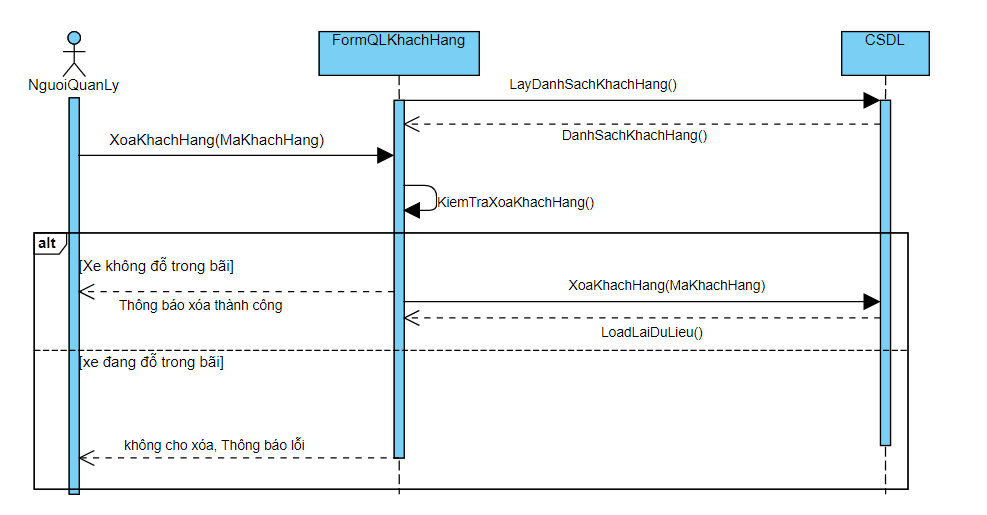 FormQLKhachHang
CSDL
NguoiQuanLy
LayDanhSachKhachHang()
DanhSachKhachHang()
XoaKhachHang(MaKhachHang)
KiemTraXoaKhachHang()
alt
[Xe không đỗ trong bãi]
XoaKhachHang(MaKhachHang)
Thông báo xóa thành công
LoadLaiDuLieu()
[xe đang đỗ trong bãi]
không cho xóa, Thông báo lỗi